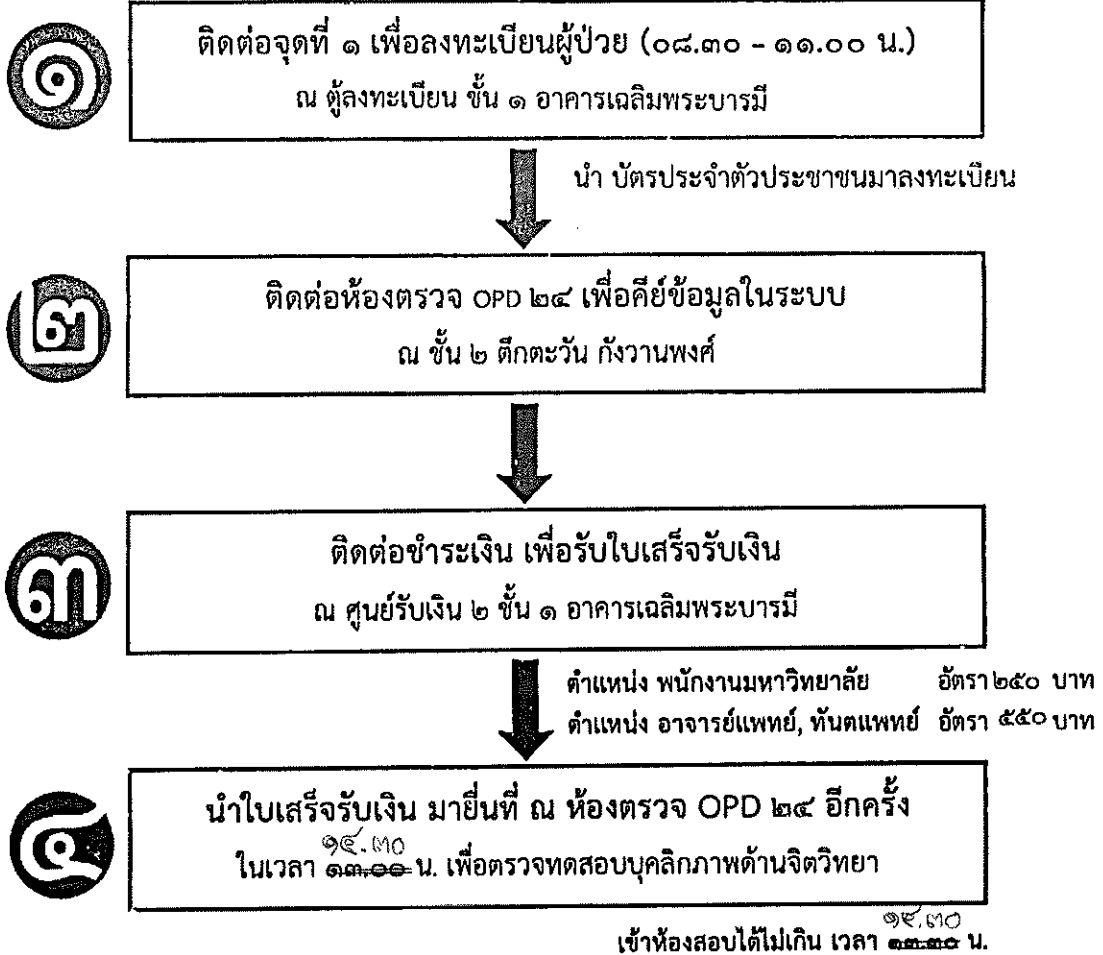 ๑
ติดต่อจุดที่ ๑ เพื่อลงทะเบียนผู้ป่วย (๐๘.๓๐ - ๑๑.๐๐ น.)
ณ ตู้ลงทะเบียน ชั้น ๑ อาคารเฉลิมพระบารมี
นำ บัตรประจำตัวประชาชนมาลงทะเบียน
๒
ติดต่อห้องตรวจ OPD ๒๔ เพื่อคีย์ข้อมูลในระบบ
ณ ชั้น ๒ ตึกตะวัน กังวานพงศ์
๓
ติดต่อชำระเงิน เพื่อรับใบเสร็จรับเงิน
ณ ศูนย์รับเงิน ๒ ชั้น ๑ อาคารเฉลิมพระบารมี
ตำแหน่ง พนักงานมหาวิทยาลัย อัตรา ๒๕๐ บาท
ตำแหน่ง อาจารย์แพทย์, ทันตแพทย์ อัตรา ๕๕๐ บาท
๔
นำใบเสร็จรับเงิน มายื่นที่ ณ ห้องตรวจ OPD ๒๔ อีกครั้ง
๑๔.๓๐
ในเวลา ๑๓.๐๐ น. เพื่อตรวจทดสอบบุคลิกภาพด้านจิตวิทยา
๑๔.๓๐
เข้าห้องสอบได้ไม่เกิน เวลา ๑๓.๓๐ น.